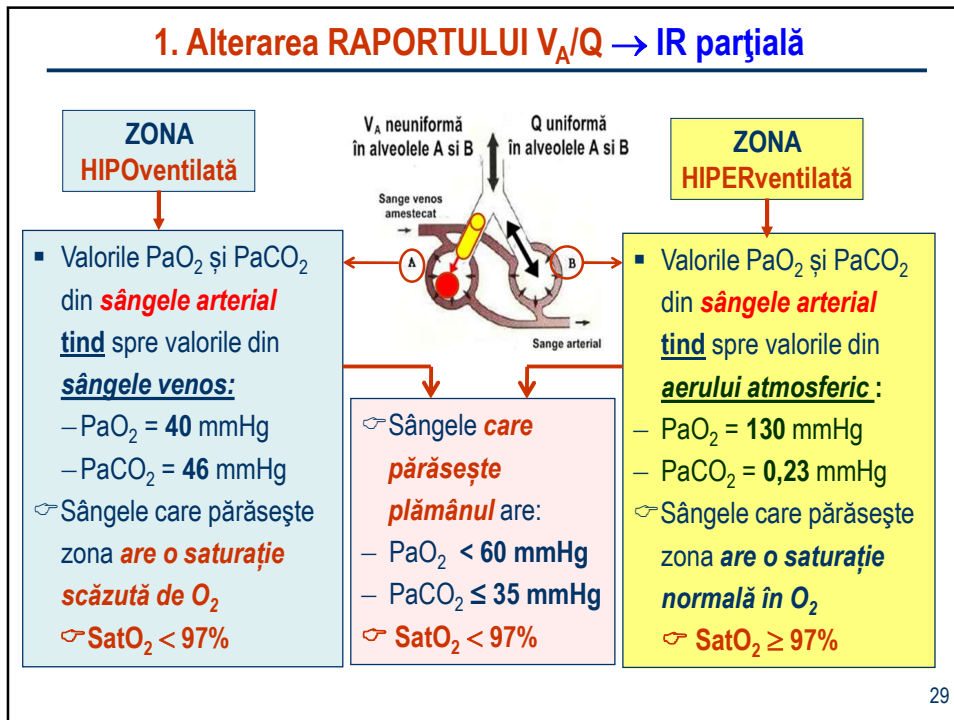 1. Alterarea RAPORTULUI VA/Q → IR parţială
ZONA
HIPOventilată
VA neuniformă
în alveolele A si B
Q uniformă
în alveolele A si B
ZONA
HIPERventilată
Sange venos
amestecat
A
B
Sange arterial
▪ Valorile PaO2 și PaCO2
din sângele arterial
tind spre valorile din
sângele venos:
– PaO2 = 40 mmHg
– PaCO2 = 46 mmHg
☞ Sângele care părăseşte
zona are o saturație
scăzută de O2
☞ SatO2 < 97%
☞ Sângele care
părăsește
plămânul are:
– PaO2 < 60 mmHg
– PaCO2 ≤ 35 mmHg
☞ SatO2 < 97%
▪ Valorile PaO2 și PaCO2
din sângele arterial
tind spre valorile din
aerului atmosferic :
– PaO2 = 130 mmHg
– PaCO2 = 0,23 mmHg
☞ Sângele care părăseşte
zona are o saturație
normală în O2
☞ SatO2 ≥ 97%
29